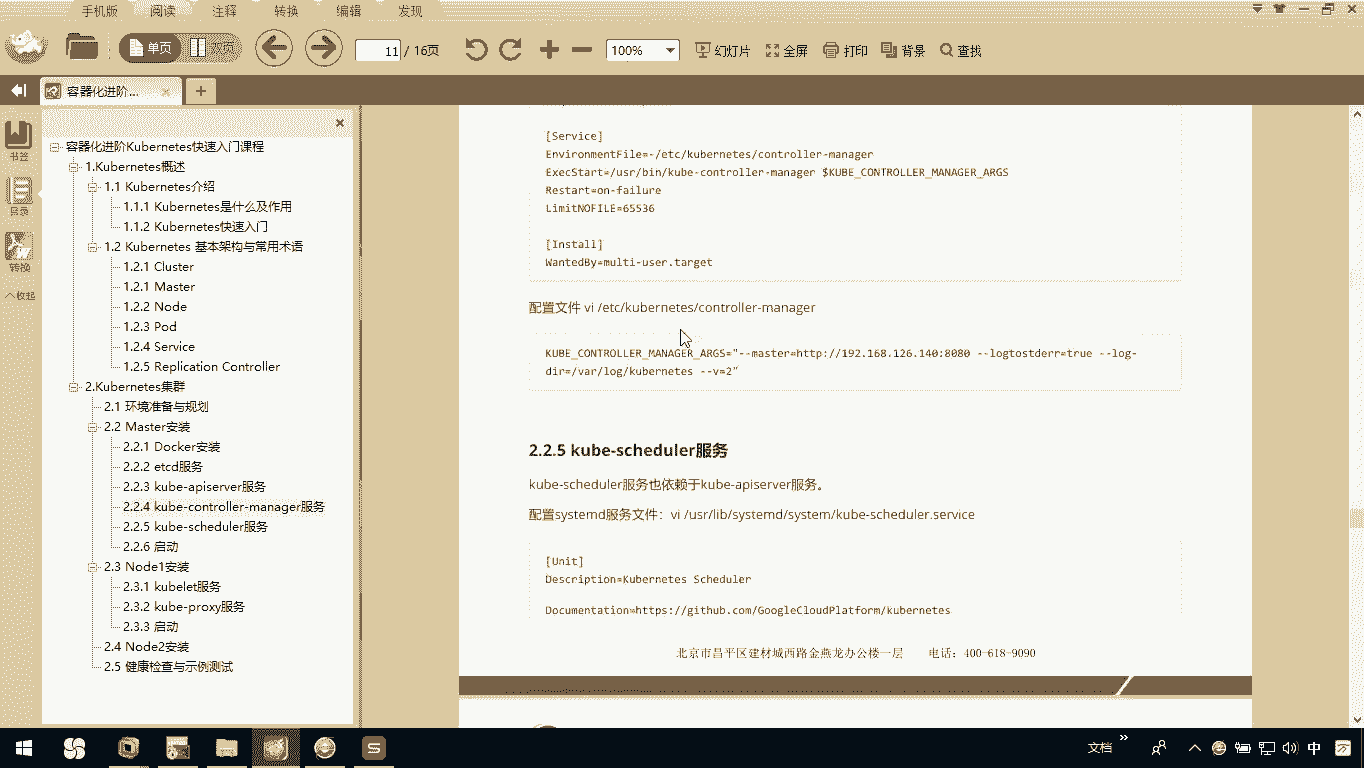 手机版 阅读 注释 转换 编辑 发现
单页 双页 11 / 16页 100% 幻灯片 全屏 打印 背景 查找
容器化进阶... × +
书签
目录
转换
收起
容器化进阶Kubernetes快速入门课程
1.Kubernetes概述
1.1 Kubernetes介绍
1.1.1 Kubernetes是什么及作用
1.1.2 Kubernetes快速入门
1.2 Kubernetes 基本架构与常用术语
1.2.1 Cluster
1.2.1 Master
1.2.2 Node
1.2.3 Pod
1.2.4 Service
1.2.5 Replication Controller
2.Kubernetes集群
2.1 环境准备与规划
2.2 Master安装
2.2.1 Docker安装
2.2.2 etcd服务
2.2.3 kube-apiserver服务
2.2.4 kube-controller-manager服务
2.2.5 kube-scheduler服务
2.2.6 启动
2.3 Node1安装
2.3.1 kubelet服务
2.3.2 kube-proxy服务
2.3.3 启动
2.4 Node2安装
2.5 健康检查与示例测试
[Service]
EnvironmentFile=-/etc/kubernetes/controller-manager
ExecStart=/usr/bin/kube-controller-manager $KUBE_CONTROLLER_MANAGER_ARGS
Restart=on-failure
LimitNOFILE=65536
[Install]
WantedBy=multi-user.target
配置文件 vi /etc/kubernetes/controller-manager
KUBE_CONTROLLER_MANAGER_ARGS="--master=http://192.168.126.140:8080 --logtostderr=true --log-
dir=/var/log/kubernetes --v=2"
2.2.5 kube-scheduler服务
kube-scheduler服务也依赖于kube-apiserver服务。
配置systemd服务文件：vi /usr/lib/systemd/system/kube-scheduler.service
[Unit]
Description=Kubernetes Scheduler
Documentation=https://github.com/GoogleCloudPlatform/kubernetes
北京市昌平区建材城西路金燕龙办公楼一层 电话：400-618-9090
文档 中